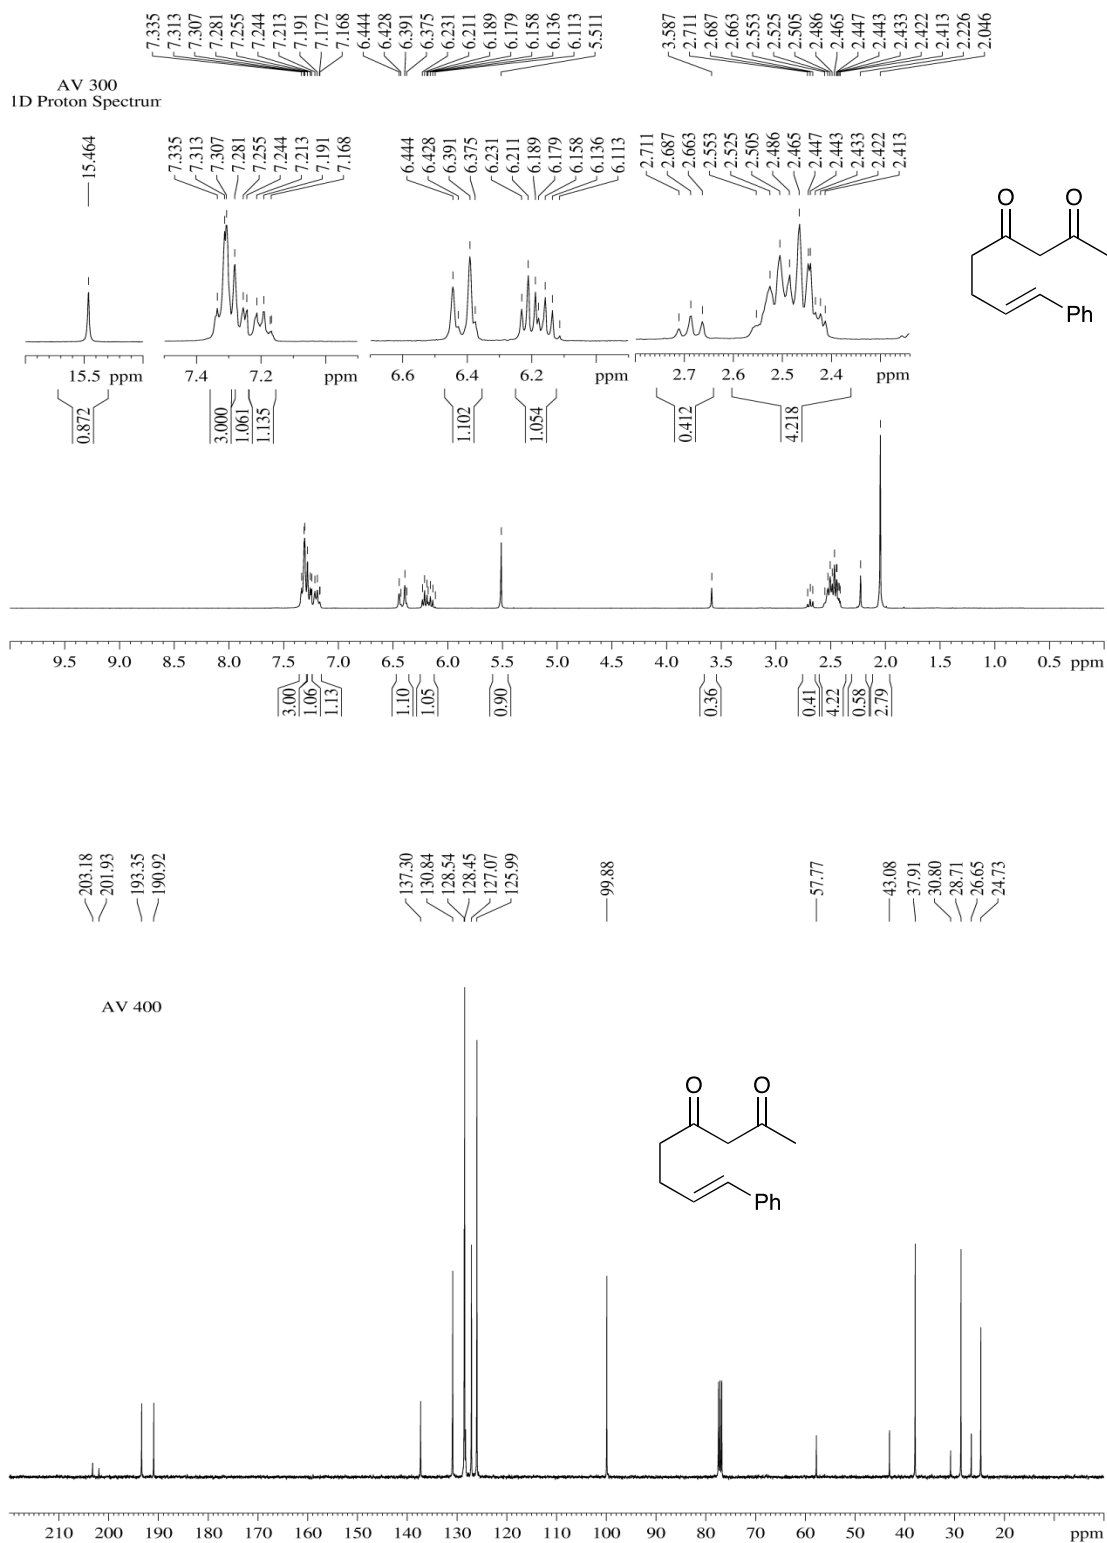 7.335 7.313 7.307 7.281 7.255 7.244 7.213 7.191 7.172 7.168 6.444 6.428 6.391 6.375 6.231 6.211 6.189 6.179 6.158 6.136 6.113 5.511 3.587 2.711 2.687 2.663 2.553 2.525 2.505 2.486 2.465 2.447 2.443 2.433 2.422 2.413 2.226 2.046
AV 300
1D Proton Spectrum
15.464 7.335 7.313 7.307 7.281 7.255 7.244 7.213 7.191 7.168 6.444 6.428 6.391 6.375 6.231 6.211 6.189 6.179 6.158 6.136 6.113 2.711 2.687 2.663 2.553 2.525 2.505 2.486 2.465 2.447 2.443 2.433 2.422 2.413
O O
Ph
15.5 ppm 7.4 7.2 ppm 6.6 6.4 6.2 ppm 2.7 2.6 2.5 2.4 ppm
0.872 3.000 1.061 1.135 1.102 1.054 0.412 4.218
9.5 9.0 8.5 8.0 7.5 7.0 6.5 6.0 5.5 5.0 4.5 4.0 3.5 3.0 2.5 2.0 1.5 1.0 0.5 ppm
3.00 1.06 1.13 1.10 1.05 0.90 0.36 0.41 4.22 0.58 2.79
203.18 201.93 193.35 190.92 137.30 130.84 128.54 128.45 127.07 125.99 99.88 57.77 43.08 37.91 30.80 28.71 26.65 24.73
AV 400
O O
Ph
210 200 190 180 170 160 150 140 130 120 110 100 90 80 70 60 50 40 30 20 ppm